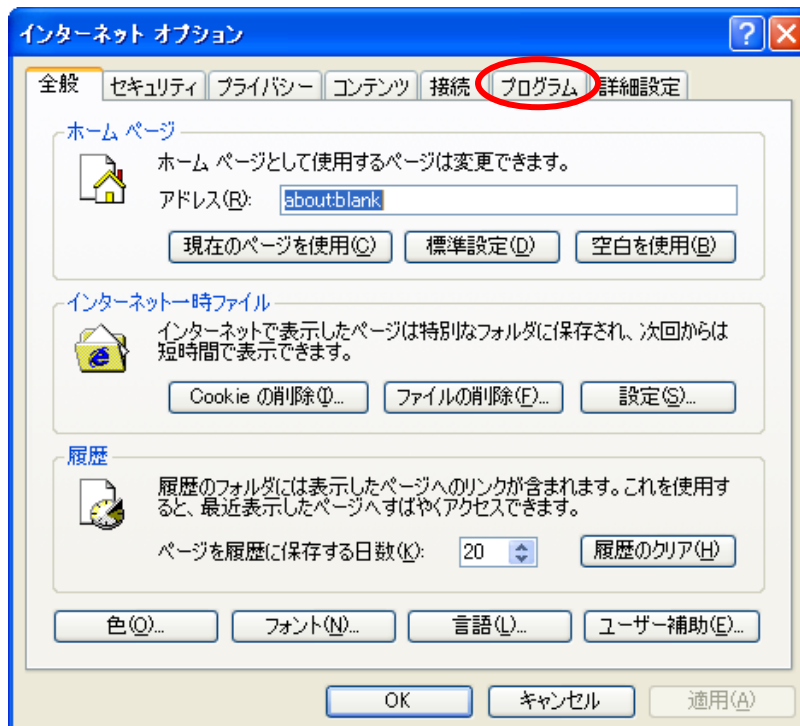 インターネット オプション
全般 セキュリティ プライバシー コンテンツ 接続 プログラム 詳細設定
ホーム ページ
ホーム ページとして使用するページは変更できます。
アドレス(R): about:blank
現在のページを使用(C) 標準設定(D) 空白を使用(B)
インターネット一時ファイル
インターネットで表示したページは特別なフォルダに保存され、次回からは
短時間で表示できます。
Cookie の削除(I)... ファイルの削除(F)... 設定(S)...
履歴
履歴のフォルダには表示したページへのリンクが含まれます。これを使用す
ると、最近表示したページへすばやくアクセスできます。
ページを履歴に保存する日数(K): 20 履歴のクリア(H)
色(O)... フォント(N)... 言語(L)... ユーザー補助(E)...
OK キャンセル 適用(A)